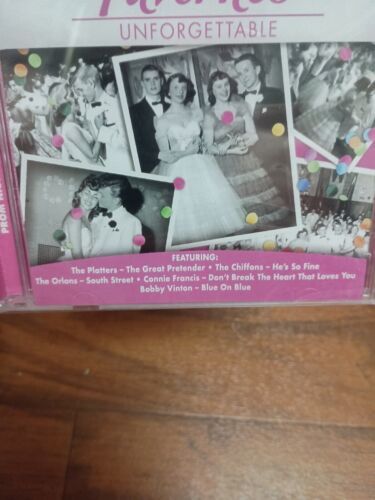 UNFORGETTABLE
PROM
FEATURING:
The Platters – The Great Pretender • The Chiffons – He's So Fine
The Orlons – South Street • Connie Francis – Don't Break The Heart That Loves You
Bobby Vinton – Blue On Blue